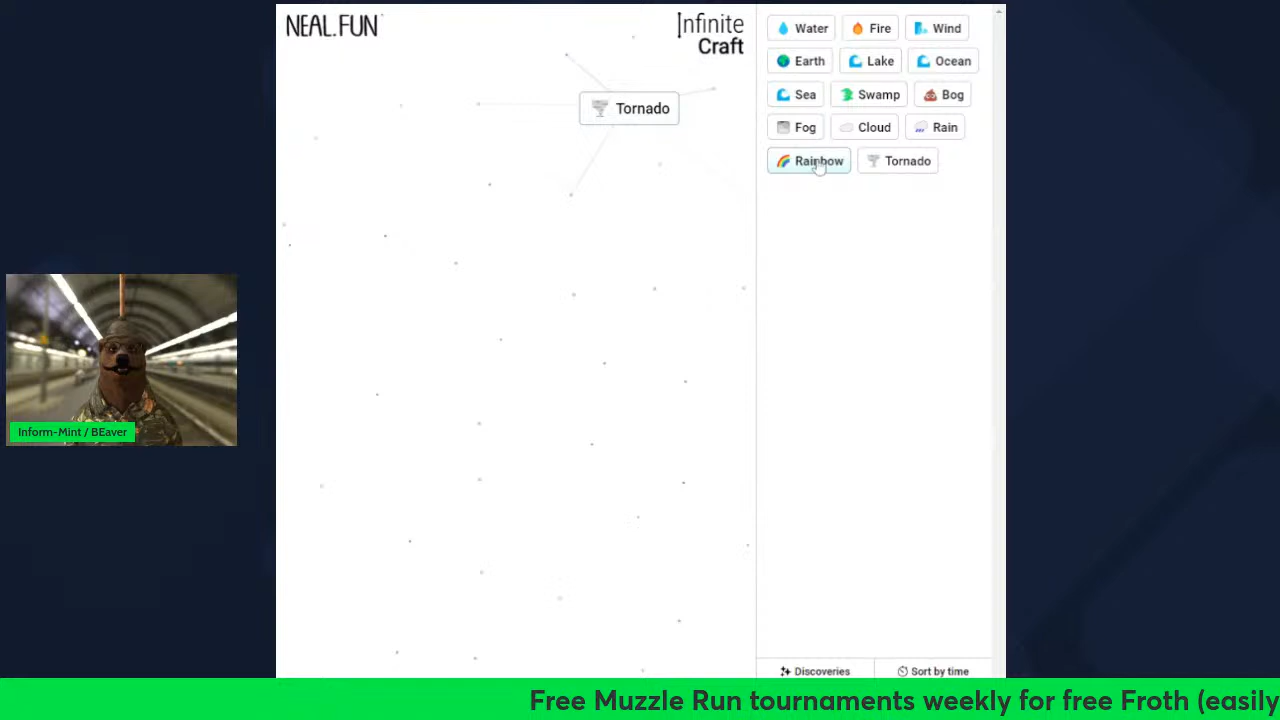 NEAL.FUN
Infinite
Craft
Tornado
Water
Fire
Wind
Earth
Lake
Ocean
Sea
Swamp
Bog
Fog
Cloud
Rain
Rainbow
Tornado
Inform-Mint / BEaver
Discoveries
Sort by time
Free Muzzle Run tournaments weekly for free Froth (easily